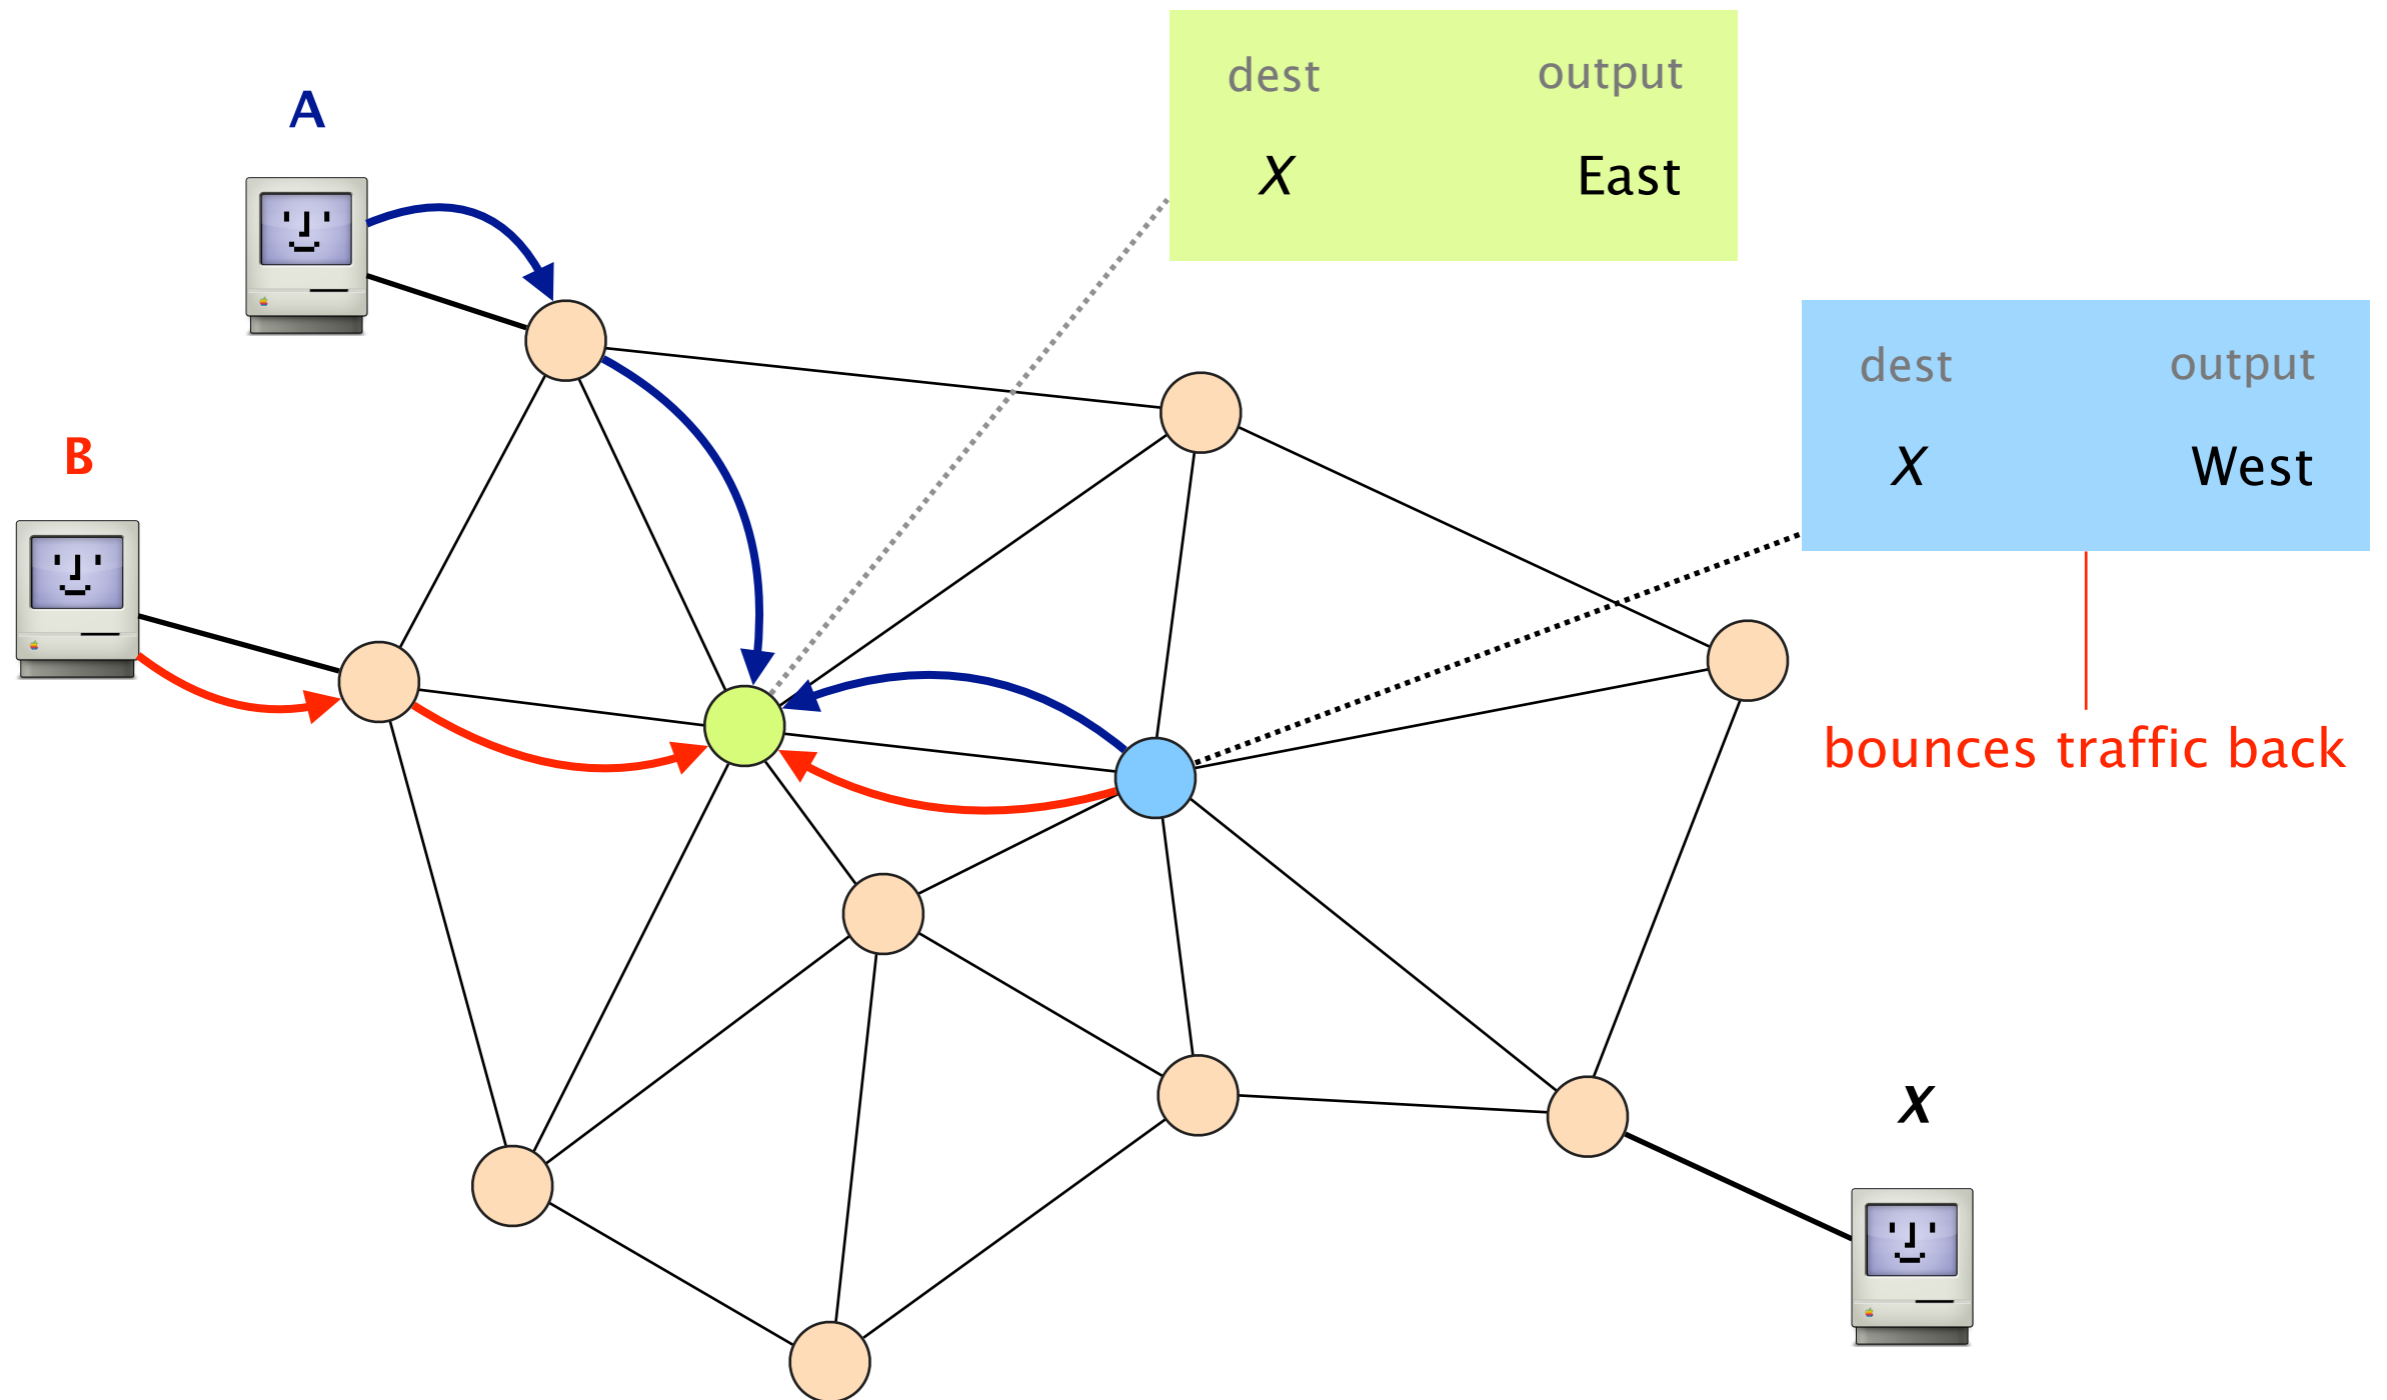 A
B
dest output
X East
dest output
X West
bounces traffic back
X